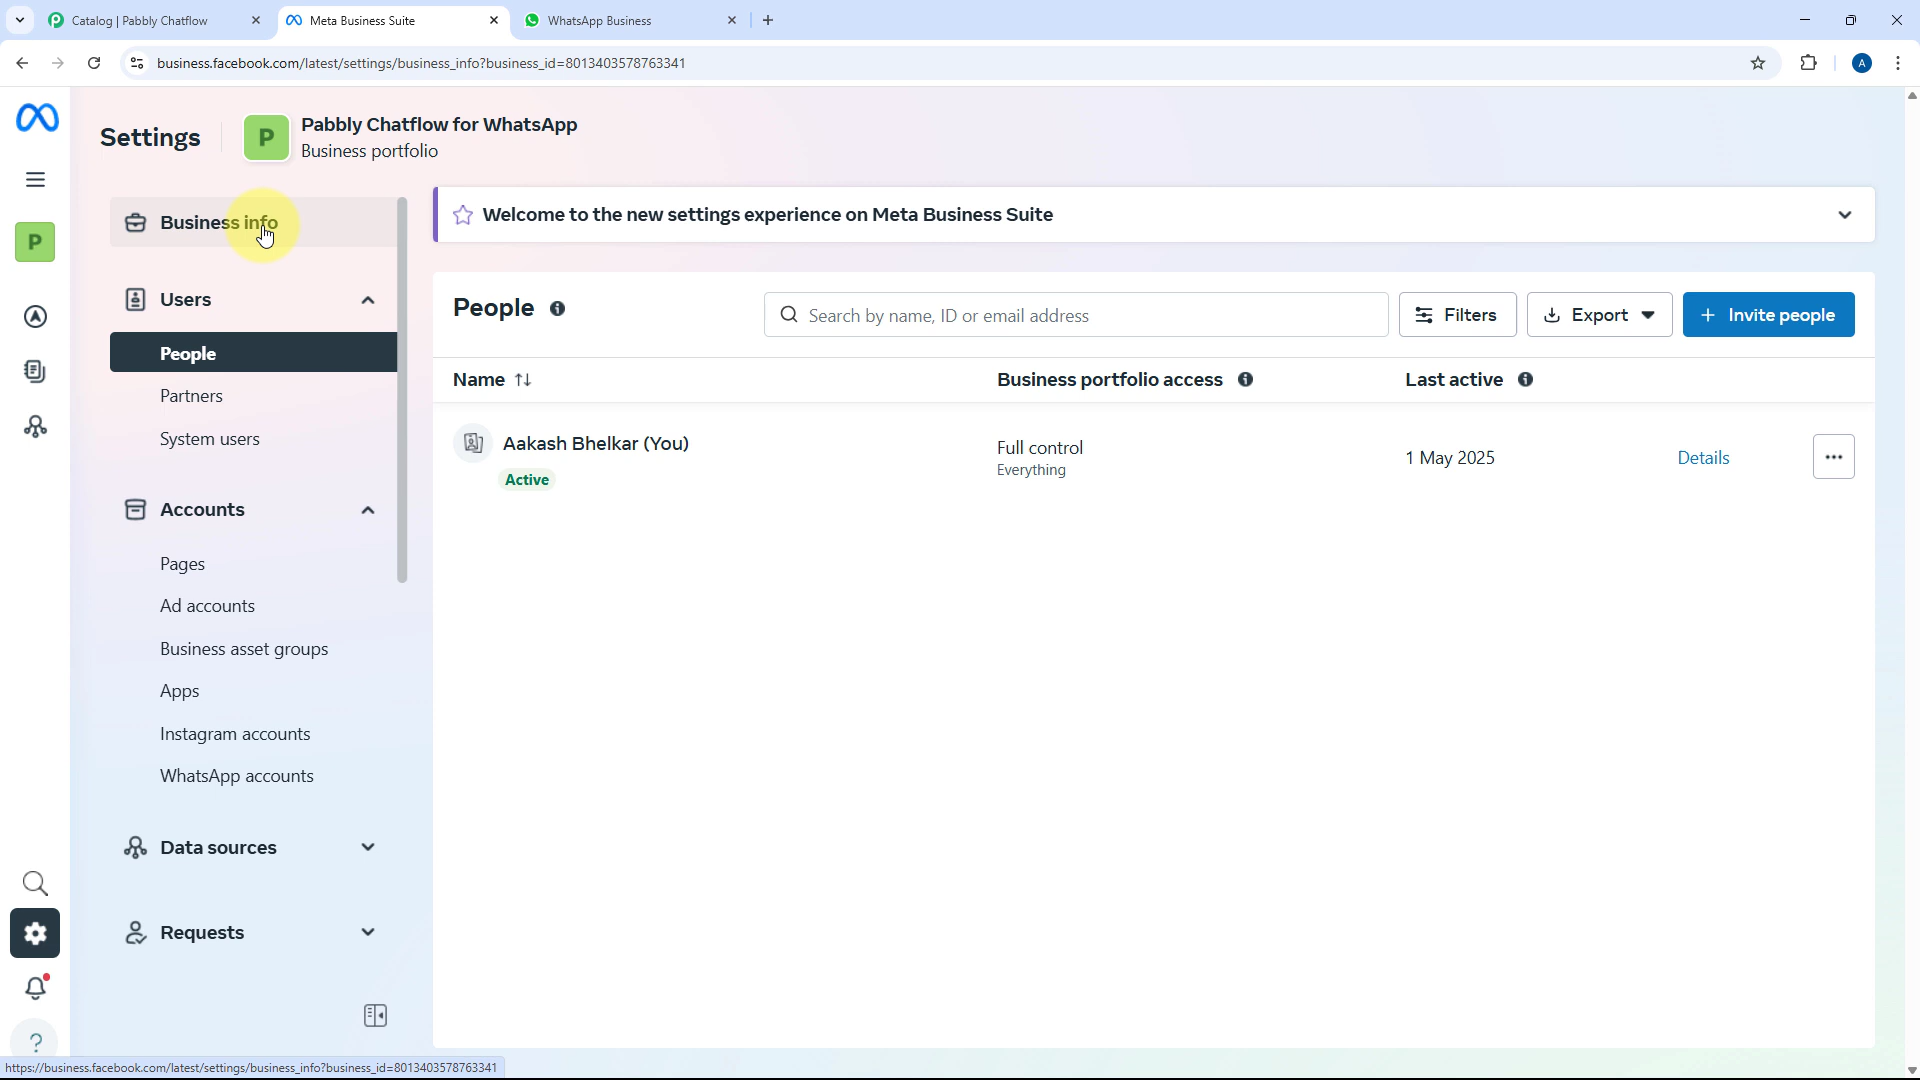 Catalog | Pabbly Chatflow
Meta Business Suite
WhatsApp Business
business.facebook.com/latest/settings/business_info?business_id=8013403578763341
A
Settings
P
Pabbly Chatflow for WhatsApp
Business portfolio
P
Business info
Users
People
Partners
System users
Accounts
Pages
Ad accounts
Business asset groups
Apps
Instagram accounts
WhatsApp accounts
Data sources
Requests
Welcome to the new settings experience on Meta Business Suite
People
Search by name, ID or email address
Filters
Export
+ Invite people
Name
Business portfolio access
Last active
Aakash Bhelkar (You)
Active
Full control
Everything
1 May 2025
Details
?
https://business.facebook.com/latest/settings/business_info?business_id=8013403578763341